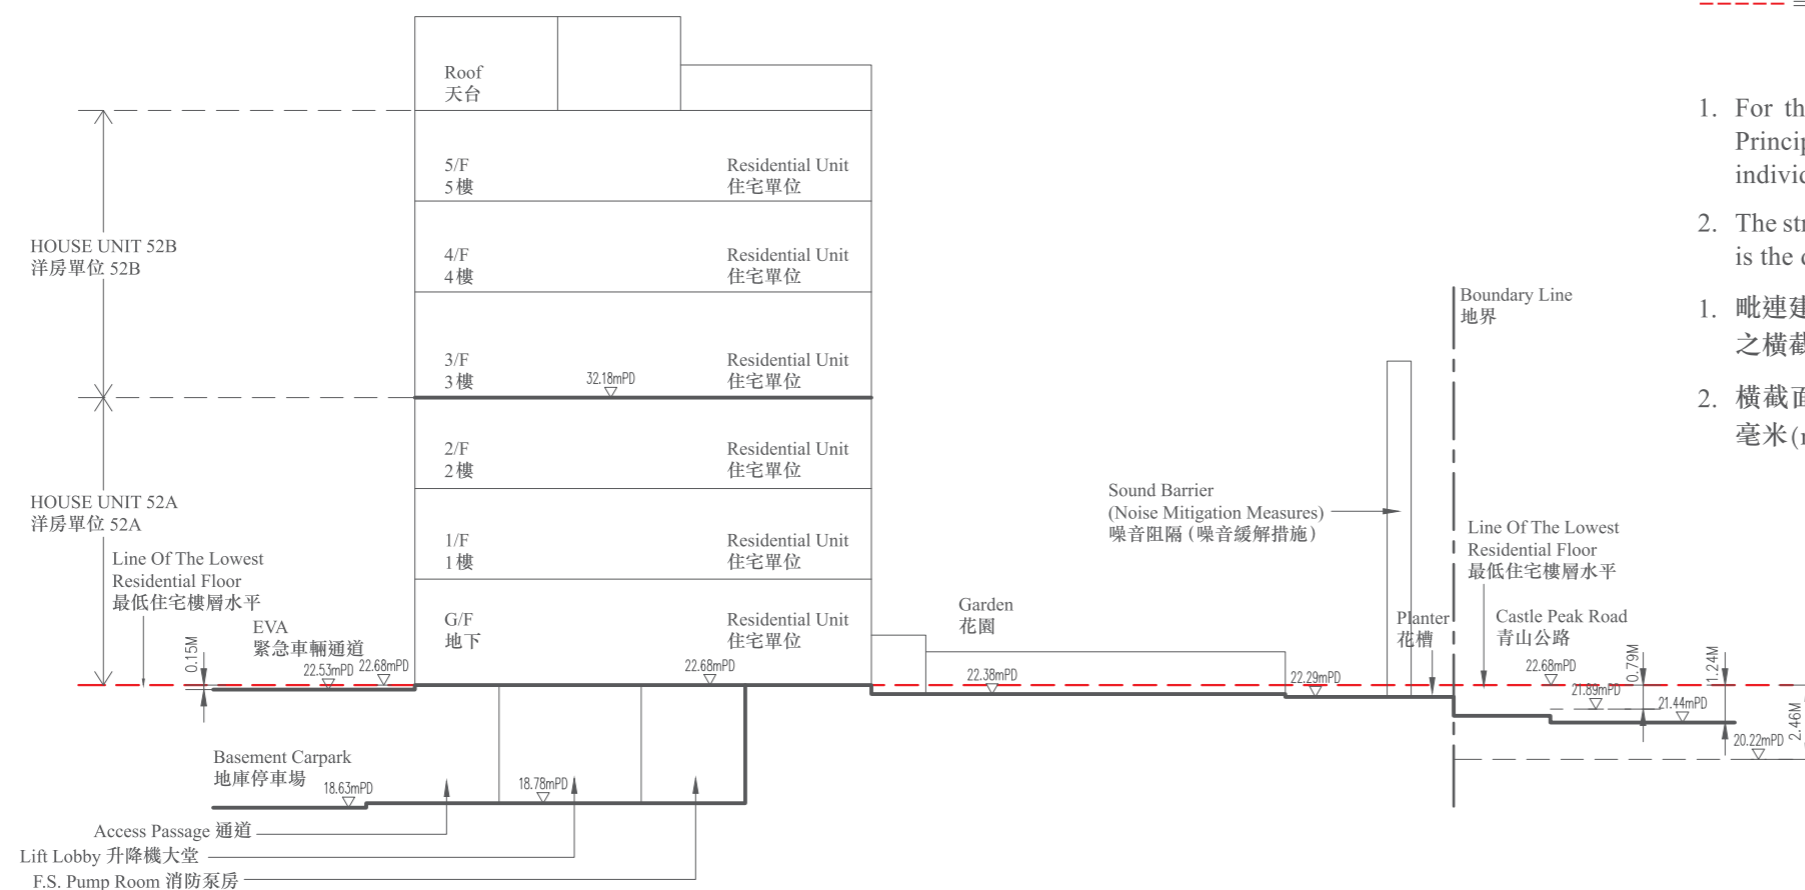 Roof
天台
5/F
5樓
Residential Unit
住宅單位
HOUSE UNIT 52B
洋房單位 52B
4/F
4樓
Residential Unit
住宅單位
3/F
3樓
32.18mPD
Residential Unit
住宅單位
2/F
2樓
Residential Unit
住宅單位
HOUSE UNIT 52A
洋房單位 52A
1/F
1樓
Residential Unit
住宅單位
Line Of The Lowest
Residential Floor
最低住宅樓層水平
0.15M
EVA
緊急車輛通道
22.53mPD
22.68mPD
G/F
地下
Residential Unit
住宅單位
22.68mPD
Garden
花園
22.38mPD
22.29mPD
Sound Barrier
(Noise Mitigation Measures)
噪音阻隔 (噪音緩解措施)
Boundary Line
地界
Line Of The Lowest
Residential Floor
最低住宅樓層水平
Planter
花槽
Castle Peak Road
青山公路
22.68mPD
21.89mPD
0.79M
21.44mPD
1.24M
20.22mPD
2.46M
Basement Carpark
地庫停車場
18.63mPD
18.78mPD
Access Passage 通道
Lift Lobby 升降機大堂
F.S. Pump Room 消防泵房
1. For th
Princip
individ
2. The str
is the
1. 毗連建
之橫截
2. 橫截面
毫米(